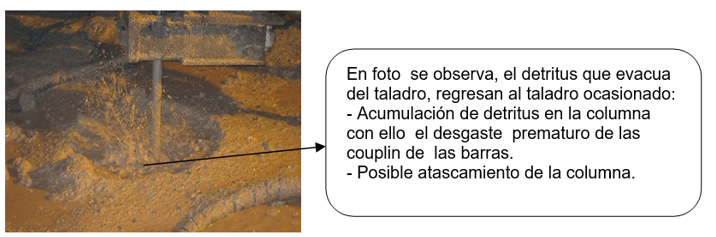 En foto se observa, el detritus que evacua
del taladro, regresan al taladro ocasionado:
- Acumulación de detritus en la columna
con ello el desgaste prematuro de las
couplin de las barras.
- Posible atascamiento de la columna.